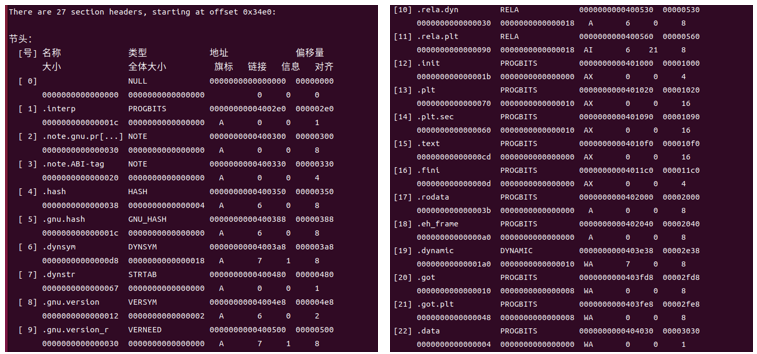 There are 27 section headers, starting at offset 0x34e0:
节头：
[号] 名称 类型 地址 偏移量
大小 全体大小 旗标 链接 信息 对齐
[ 0] NULL 0000000000000000 00000000
0000000000000000 0000000000000000 0 0 0
[ 1] .interp PROGBITS 00000000004002e0 000002e0
000000000000001c 0000000000000000 A 0 0 1
[ 2] .note.gnu.pr[...] NOTE 0000000000400300 00000300
0000000000000030 0000000000000000 A 0 0 8
[ 3] .note.ABI-tag NOTE 0000000000400330 00000330
0000000000000020 0000000000000000 A 0 0 4
[ 4] .hash HASH 0000000000400350 00000350
0000000000000038 0000000000000004 A 6 0 8
[ 5] .gnu.hash GNU_HASH 0000000000400388 00000388
000000000000001c 0000000000000000 A 6 0 8
[ 6] .dynsym DYNSYM 00000000004003a8 000003a8
00000000000000d8 0000000000000018 A 7 1 8
[ 7] .dynstr STRTAB 0000000000400480 00000480
0000000000000067 0000000000000000 A 0 0 1
[ 8] .gnu.version VERSYM 00000000004004e8 000004e8
0000000000000012 0000000000000002 A 6 0 2
[ 9] .gnu.version_r VERNEED 0000000000400500 00000500
0000000000000030 0000000000000000 A 7 1 8
[10] .rela.dyn RELA 0000000000400530 00000530
0000000000000030 0000000000000018 A 6 0 8
[11] .rela.plt RELA 0000000000400560 00000560
0000000000000090 0000000000000018 AI 6 21 8
[12] .init PROGBITS 0000000000401000 00001000
000000000000001b 0000000000000000 AX 0 0 4
[13] .plt PROGBITS 0000000000401020 00001020
0000000000000070 0000000000000010 AX 0 0 16
[14] .plt.sec PROGBITS 0000000000401090 00001090
0000000000000060 0000000000000010 AX 0 0 16
[15] .text PROGBITS 00000000004010f0 000010f0
00000000000000cd 0000000000000000 AX 0 0 16
[16] .fini PROGBITS 00000000004011c0 000011c0
000000000000000d 0000000000000000 AX 0 0 4
[17] .rodata PROGBITS 0000000000402000 00002000
000000000000003b 0000000000000000 A 0 0 8
[18] .eh_frame PROGBITS 0000000000402040 00002040
00000000000000a0 0000000000000000 A 0 0 8
[19] .dynamic DYNAMIC 0000000000403e38 00002e38
00000000000001a0 0000000000000010 WA 7 0 8
[20] .got PROGBITS 0000000000403fd8 00002fd8
0000000000000010 0000000000000008 WA 0 0 8
[21] .got.plt PROGBITS 0000000000403fe8 00002fe8
0000000000000048 0000000000000008 WA 0 0 8
[22] .data PROGBITS 0000000000404030 00003030
0000000000000004 0000000000000000 WA 0 0 1